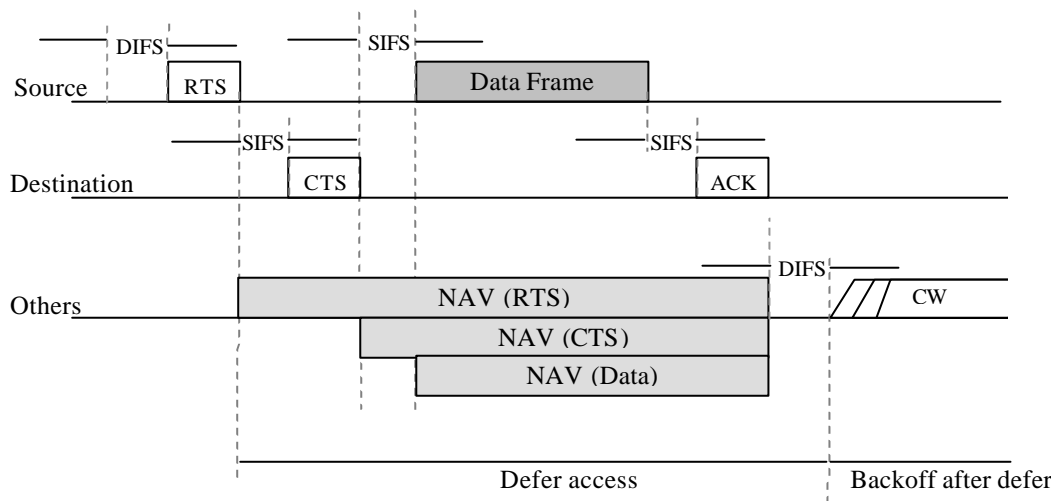 DIFS
SIFS
Source
RTS
Data Frame
SIFS
SIFS
Destination
CTS
ACK
DIFS
Others
NAV (RTS)
CW
NAV (CTS)
NAV (Data)
Defer access
Backoff after defer